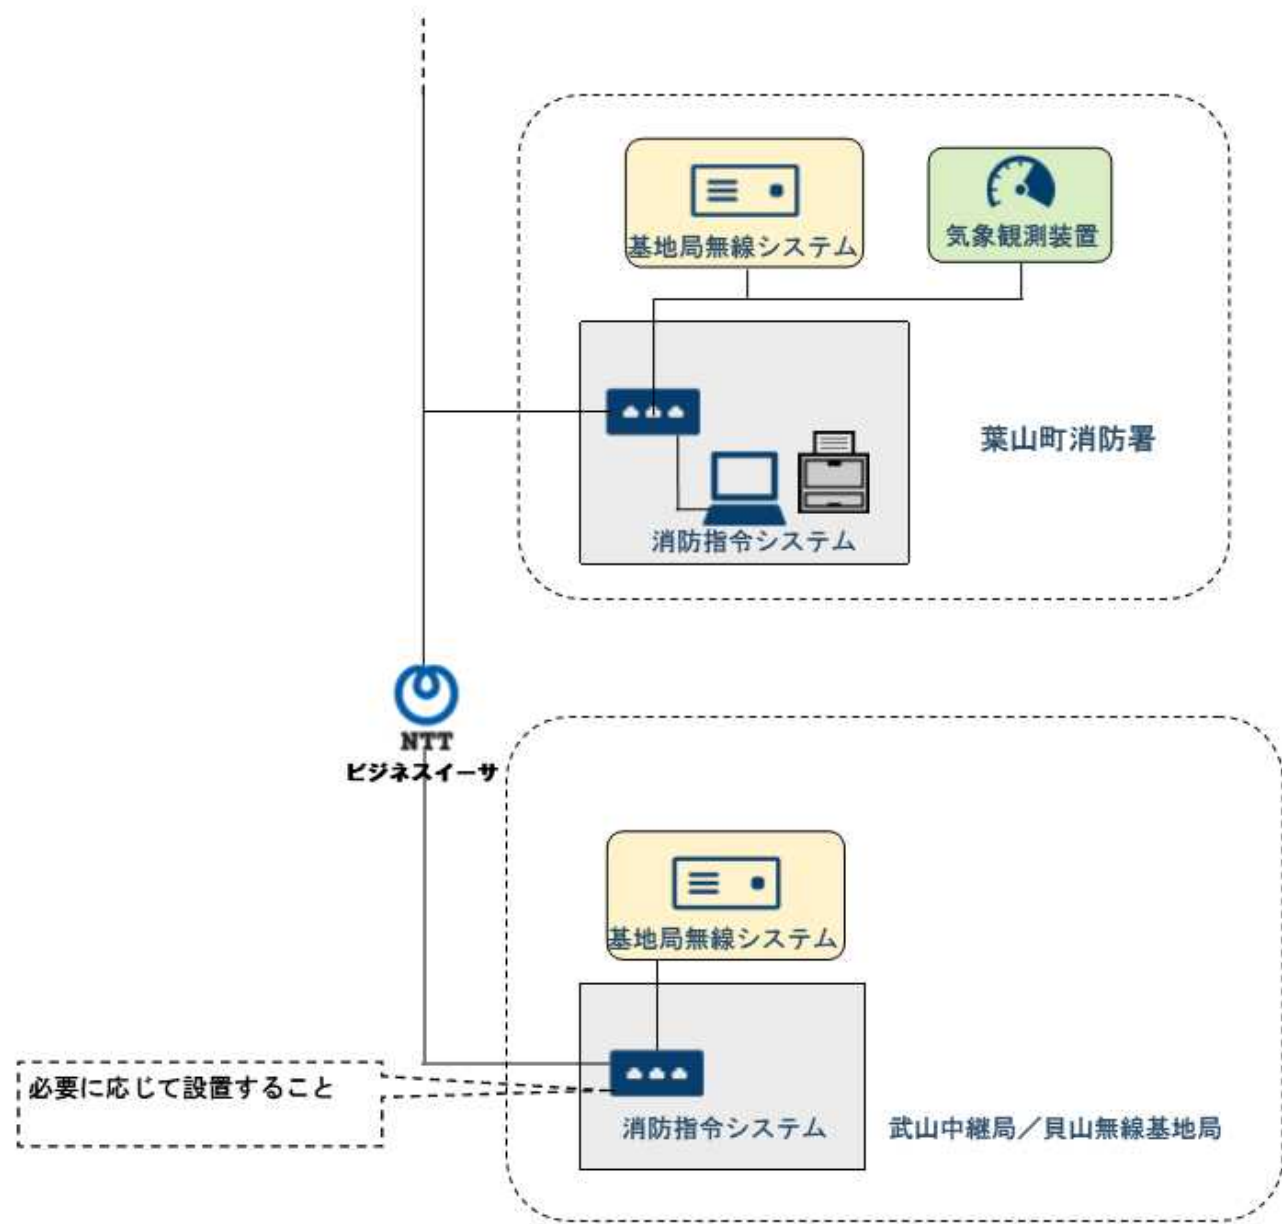 基地局無線システム
気象観測装置
葉山町消防署
消防指令システム
NTT
ビジネスイーサ
基地局無線システム
必要に応じて設置すること
消防指令システム
武山中継局／貝山無線基地局